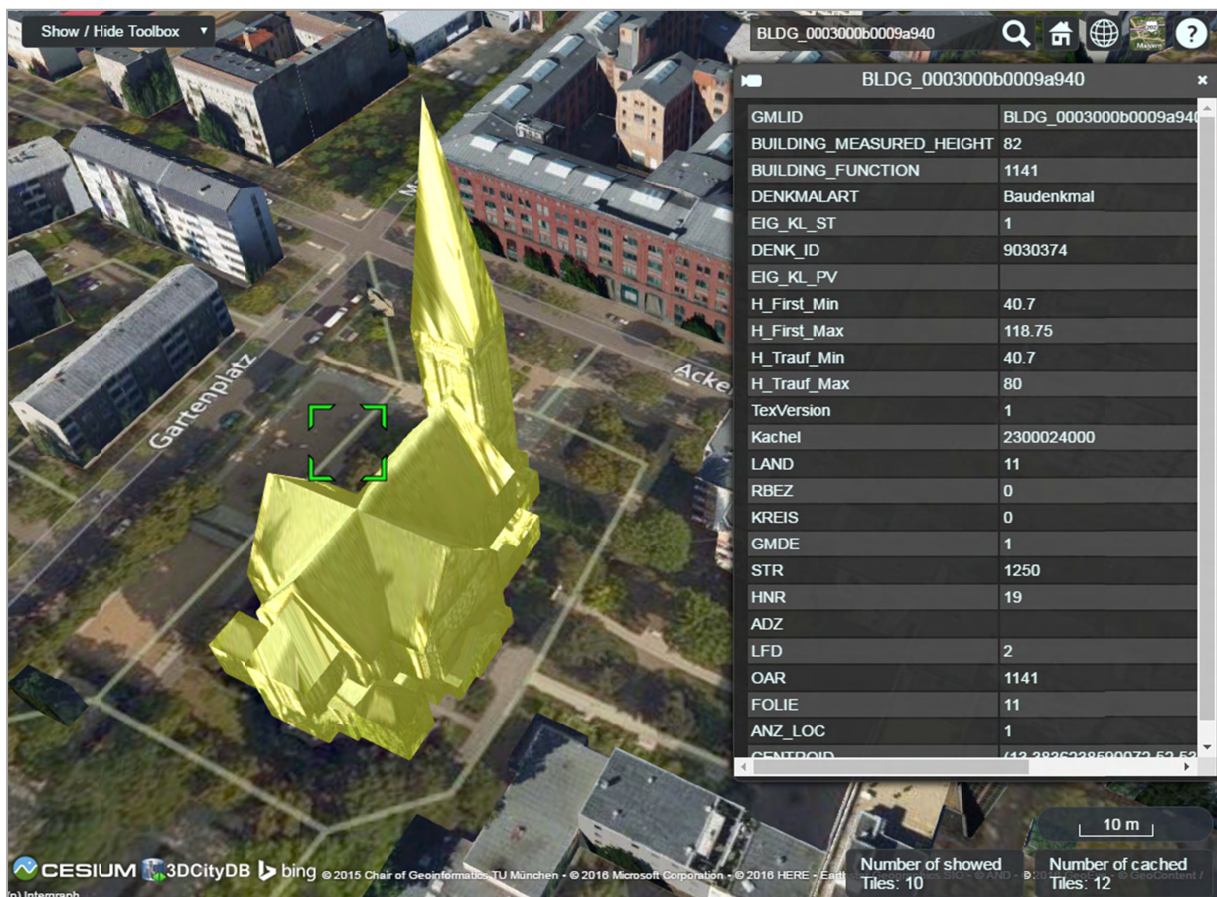 Show / Hide Toolbox ▼
BLDG_0003000b0009a940
BLDG_0003000b0009a940
GMLID BLDG_0003000b0009a940
BUILDING_MEASURED_HEIGHT 82
BUILDING_FUNCTION 1141
DENKMALART Baudenkmal
EIG_KL_ST 1
DENK_ID 9030374
EIG_KL_PV
H_First_Min 40.7
H_First_Max 118.75
H_Trauf_Min 40.7
H_Trauf_Max 80
TexVersion 1
Kachel 2300024000
LAND 11
RBEZ 0
KREIS 0
GMDE 1
STR 1250
HNR 19
ADZ
LFD 2
OAR 1141
FOLIE 11
ANZ_LOC 1
CENTROID
Gartenplatz
Acke
10 m
Number of showed
Tiles: 10
Number of cached
Tiles: 12
CESIUM 3DCityDB bing © 2015 Chair of Geoinformatics TU München - © 2016 Microsoft Corporation - © 2016 HERE -
(p) Intergraph